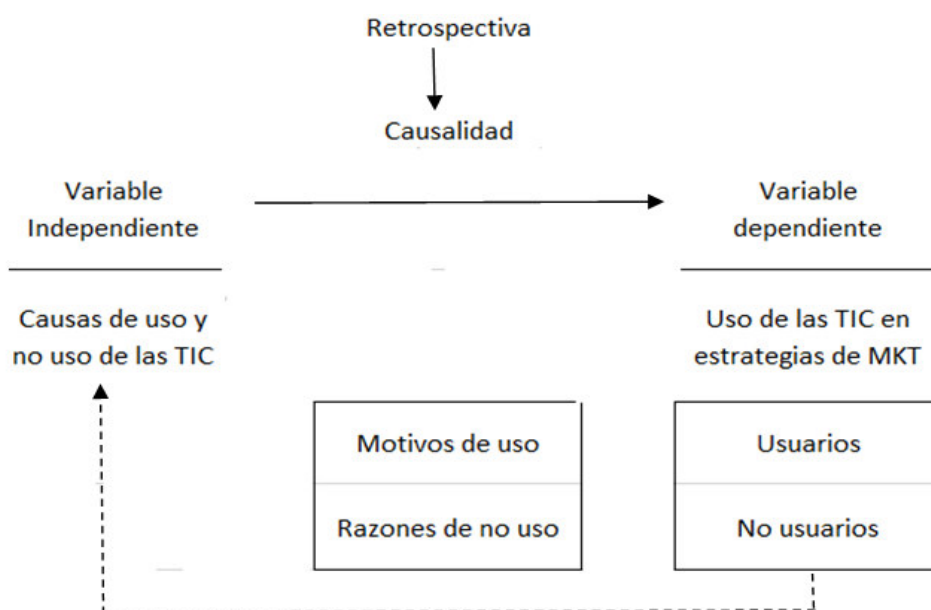 Retrospectiva
Causalidad
Variable
Independiente
Variable
dependiente
Causas de uso y
no uso de las TIC
Uso de las TIC en
estrategias de MKT
Motivos de uso
Usuarios
Razones de no uso
No usuarios